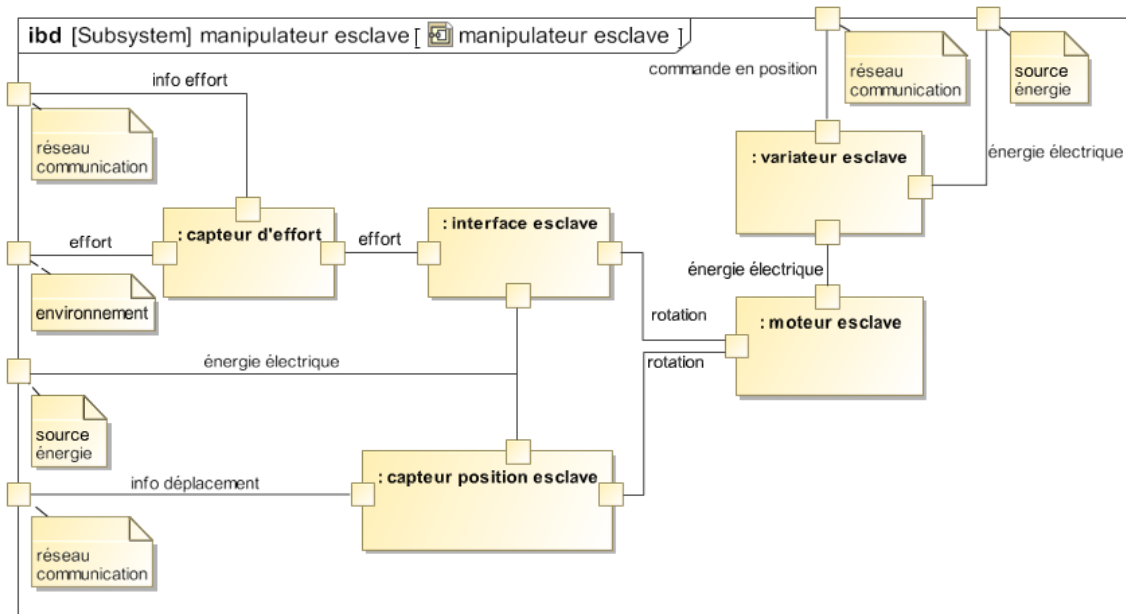 ibd [Subsystem] manipulateur esclave [ manipulateur esclave ]
info effort
réseau
communication
effort
: capteur d'effort
effort
: interface esclave
environnement
énergie électrique
source
énergie
info déplacement
: capteur position esclave
réseau
communication
commande en position
réseau
communication
source
énergie
: variateur esclave
énergie électrique
énergie électrique
rotation
: moteur esclave
rotation